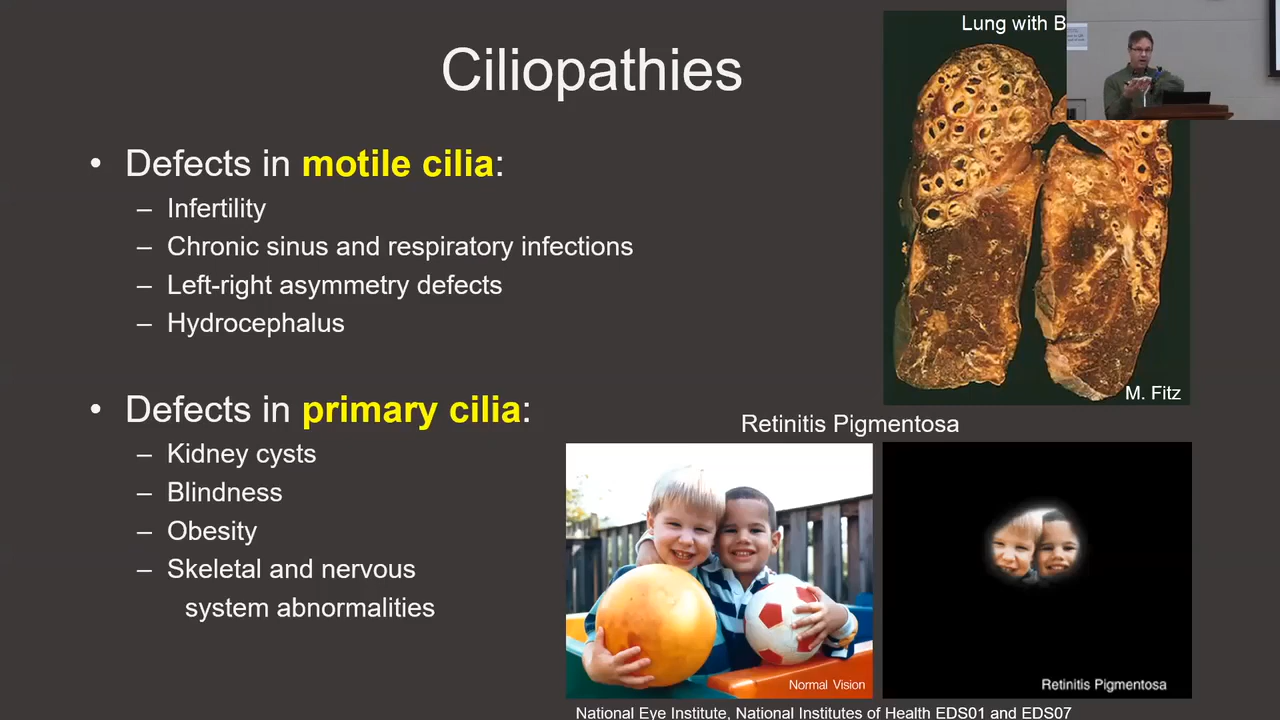 Ciliopathies
Lung with B
• Defects in motile cilia:
– Infertility
– Chronic sinus and respiratory infections
– Left-right asymmetry defects
– Hydrocephalus
M. Fitz
• Defects in primary cilia:
– Kidney cysts
– Blindness
– Obesity
– Skeletal and nervous
system abnormalities
Retinitis Pigmentosa
Normal Vision
Retinitis Pigmentosa
National Eye Institute, National Institutes of Health EDS01 and EDS07